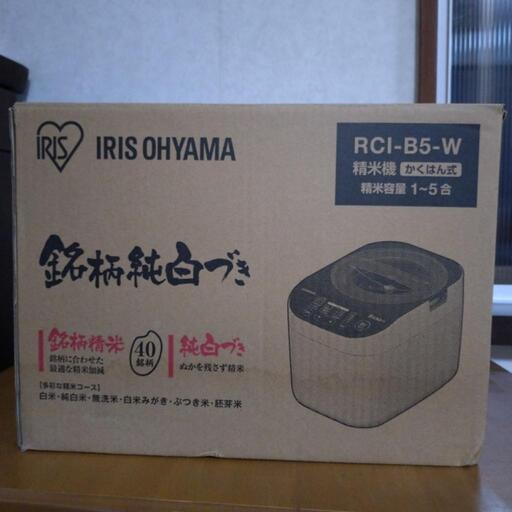 IRIS
IRIS OHYAMA
RCI-B5-W
精米機 かくはん式
精米容量 1~5合
銘柄純白づき
銘柄精米
銘柄に合わせた
最適な精米加減
40
銘柄
純白づき
ぬかを残さず精米
[多彩な精米コース]
白米・純白米・無洗米・白米みがき・ぶつき米・胚芽米